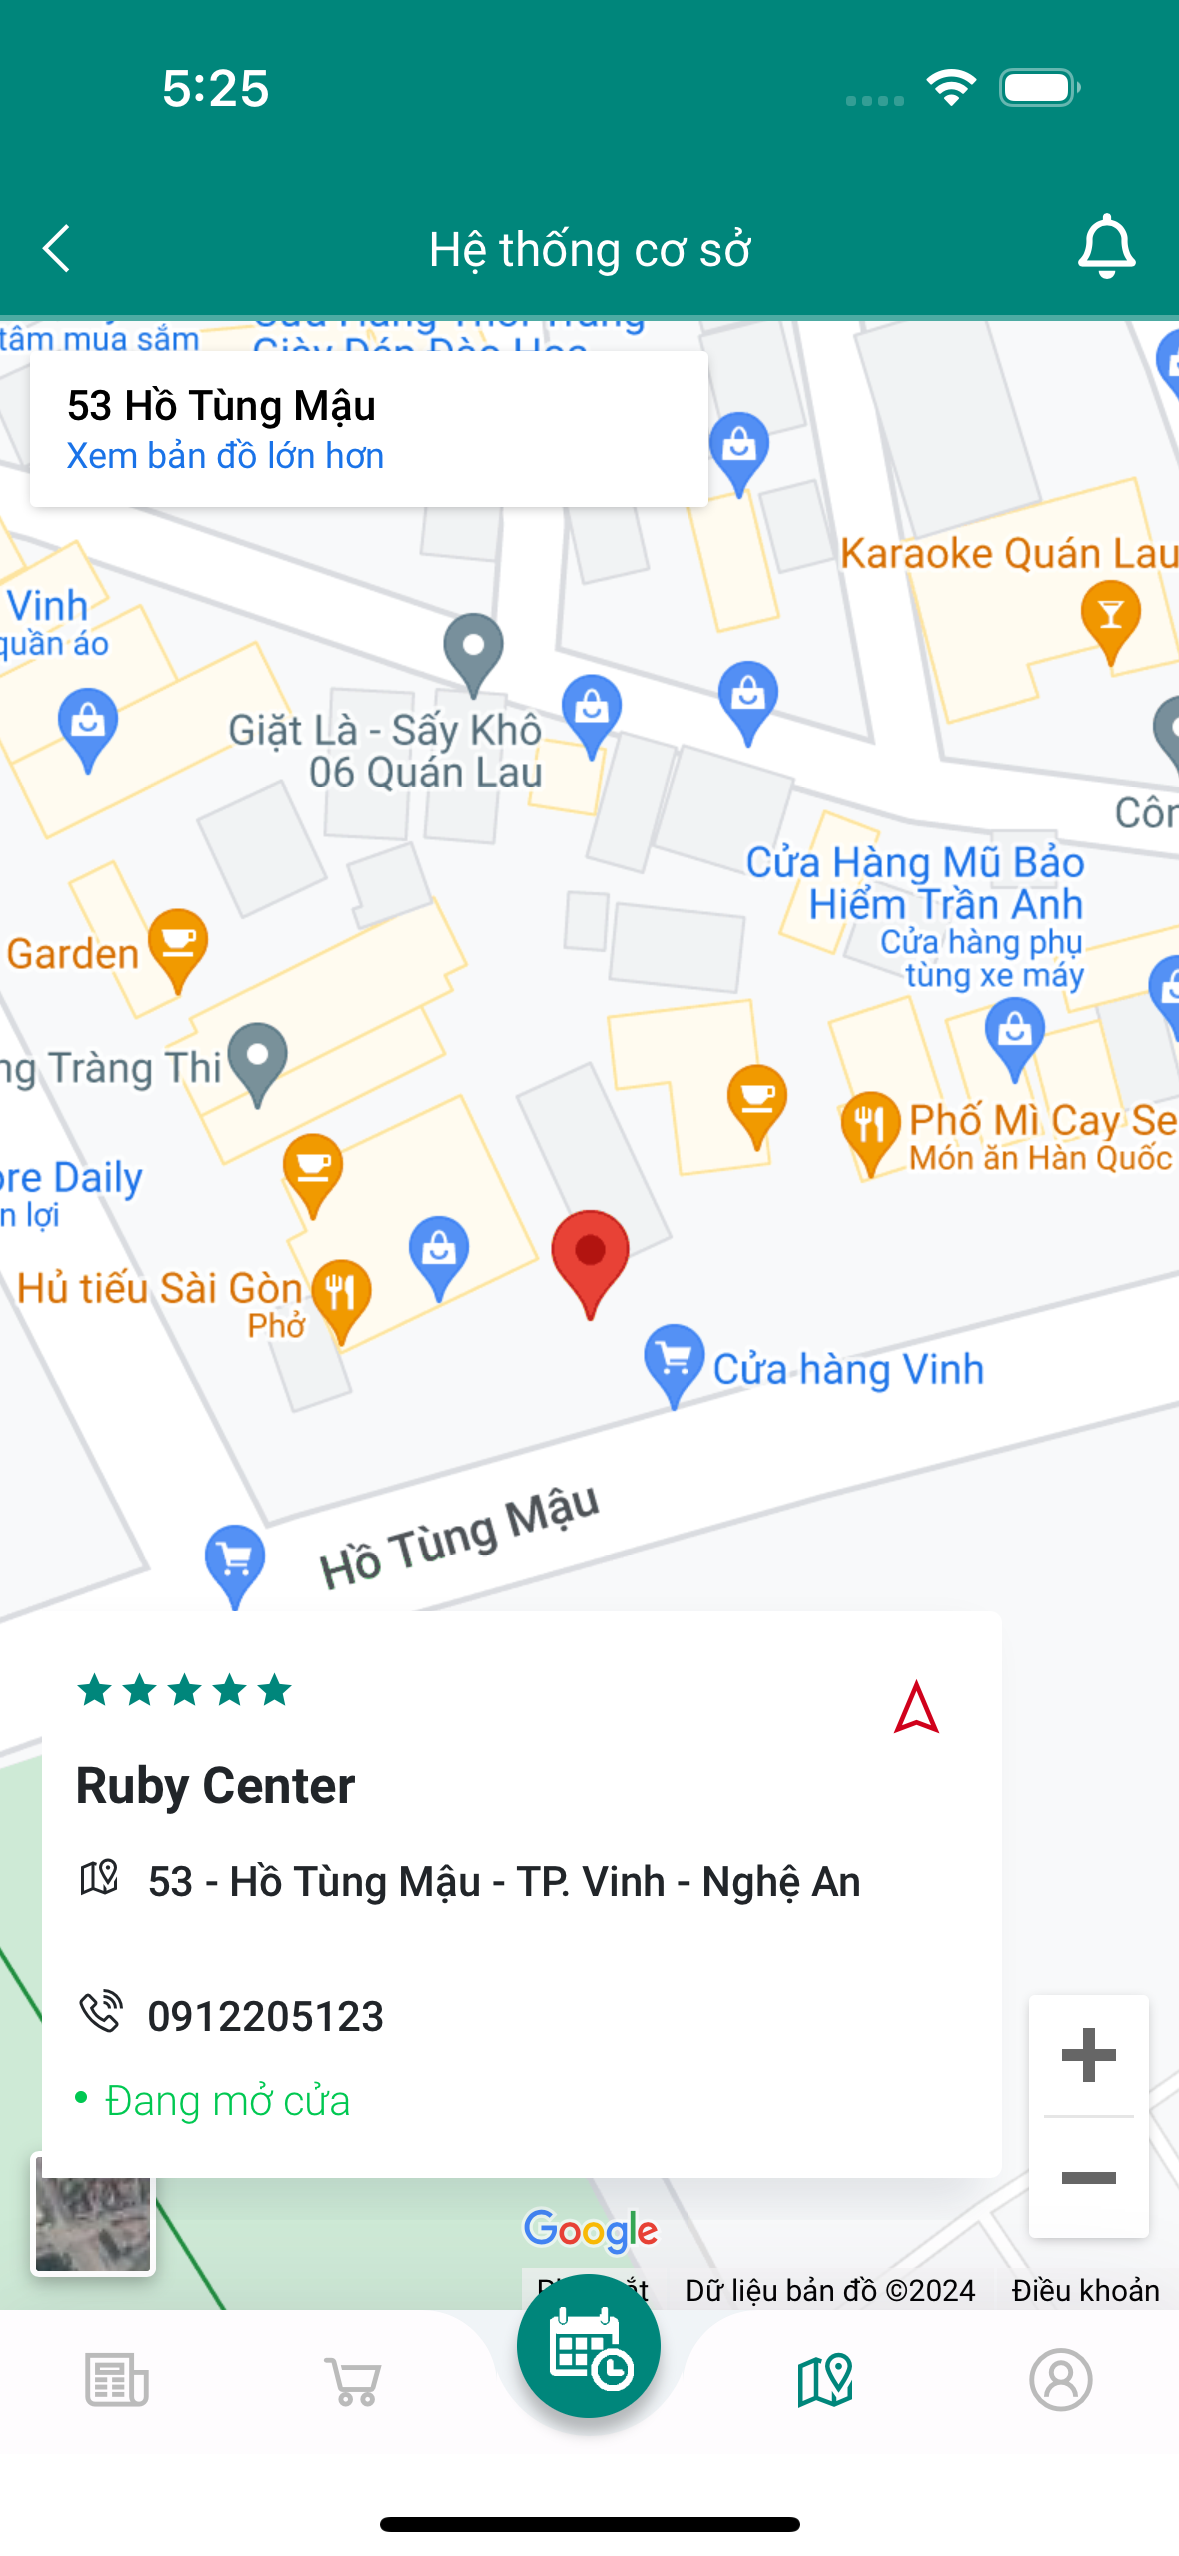 5:25
Hệ thống cơ sở
tâm mua sắm
Giày Dép Đào Hoa
53 Hồ Tùng Mậu
Xem bản đồ lớn hơn
Karaoke Quán Lau
Vinh
quần áo
Giặt Là - Sấy Khô
06 Quán Lau
Cửa Hàng Mũ Bảo
Hiểm Trần Anh
Cửa hàng phụ
tùng xe máy
Garden
Tràng Thi
Phố Mì Cay Se
Món ăn Hàn Quốc
Daily
lợi
Hủ tiếu Sài Gòn
Phở
Cửa hàng Vinh
Hồ Tùng Mậu
Ruby Center
53 - Hồ Tùng Mậu - TP. Vinh - Nghệ An
0912205123
Đang mở cửa
Google
Dữ liệu bản đồ ©2024
Điều khoản